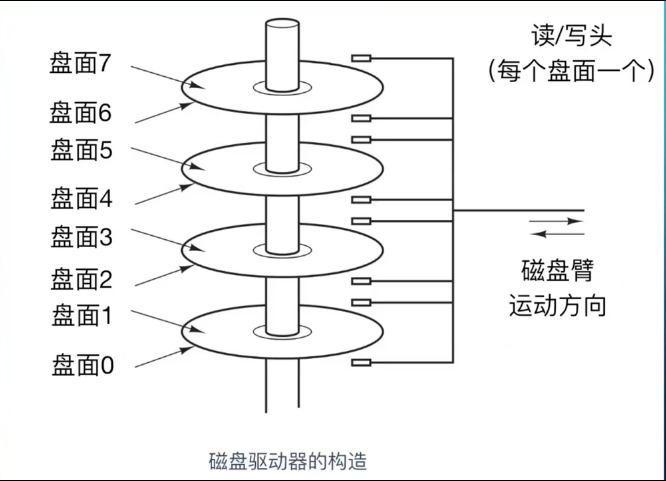 盘面7
盘面6
盘面5
盘面4
盘面3
盘面2
盘面1
盘面0
读/写头
（每个盘面一个）
磁盘臂
运动方向
磁盘驱动器的构造